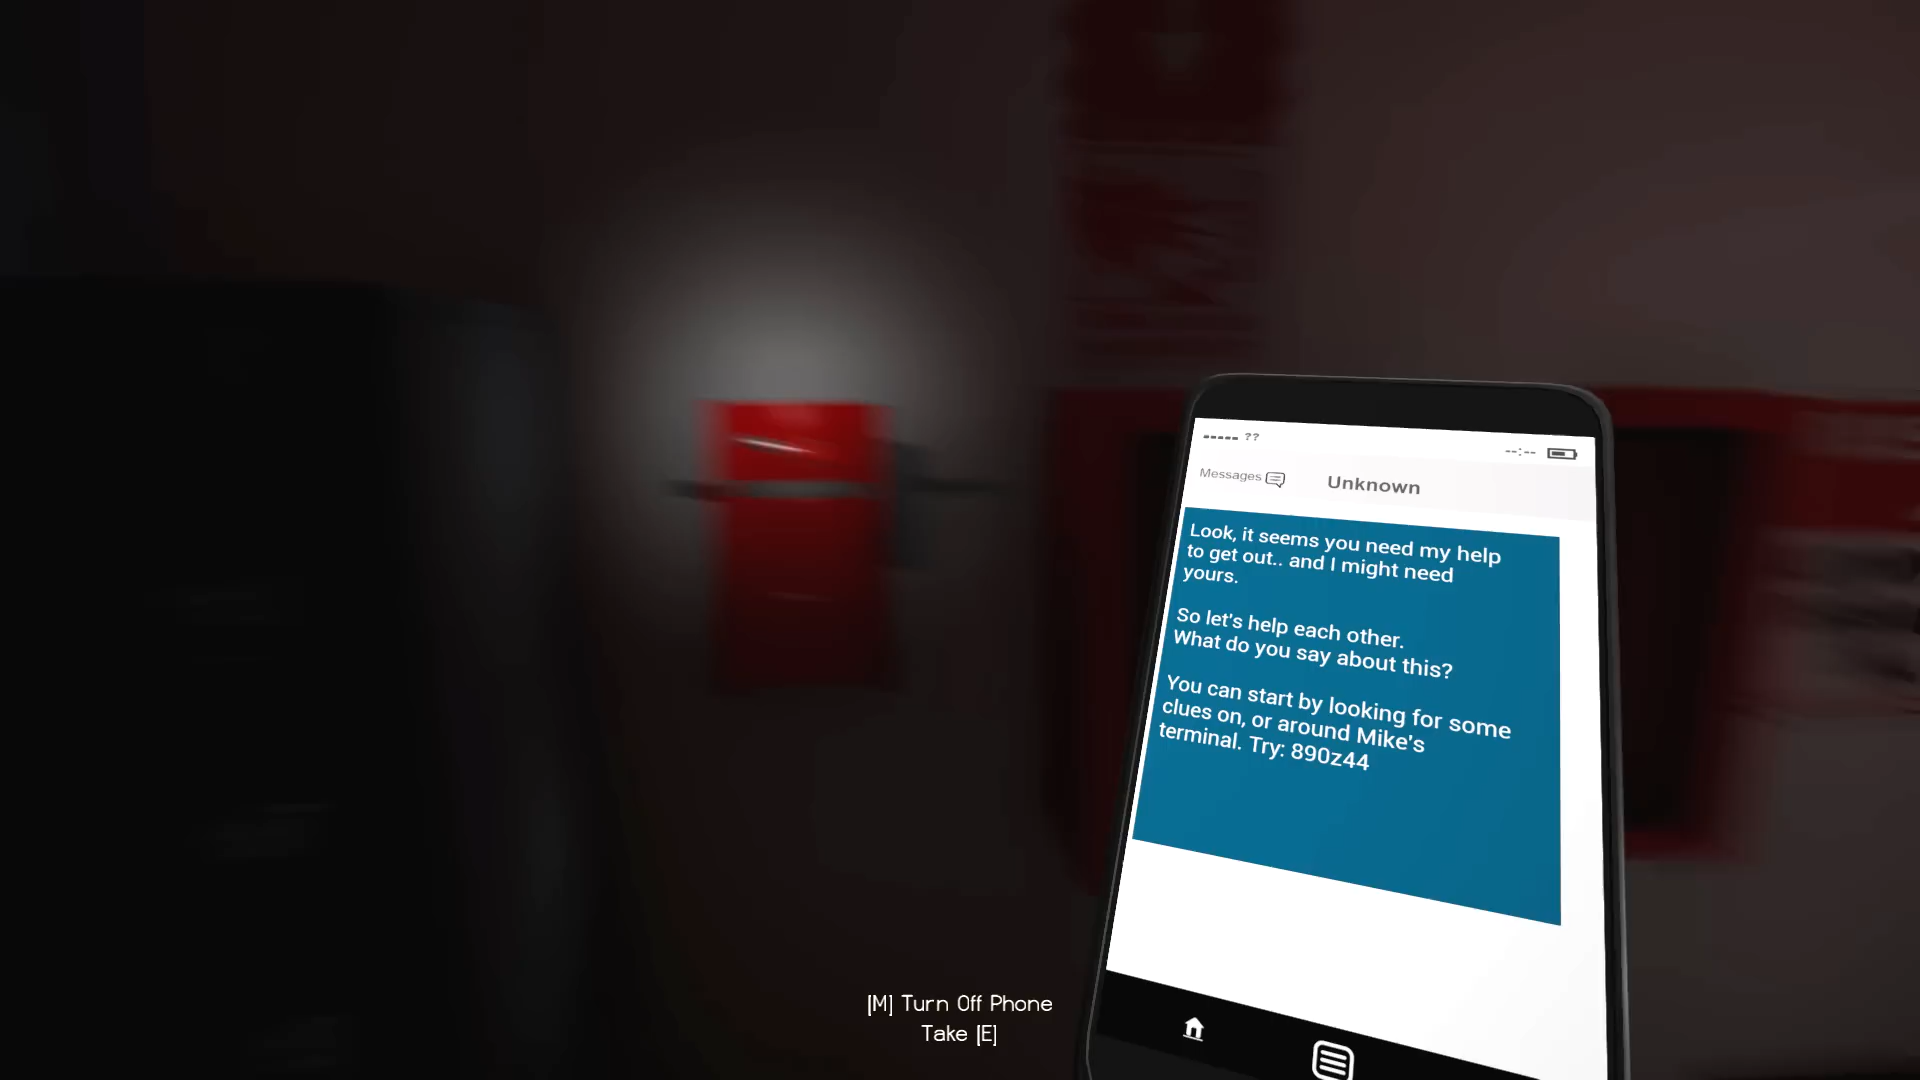 ----- ??
--:--
Messages
Unknown
Look, it seems you need my help
to get out.. and I might need
yours.
So let's help each other.
What do you say about this?
You can start by looking for some
clues on, or around Mike's
terminal. Try: 890z44
[M] Turn Off Phone
Take [E]